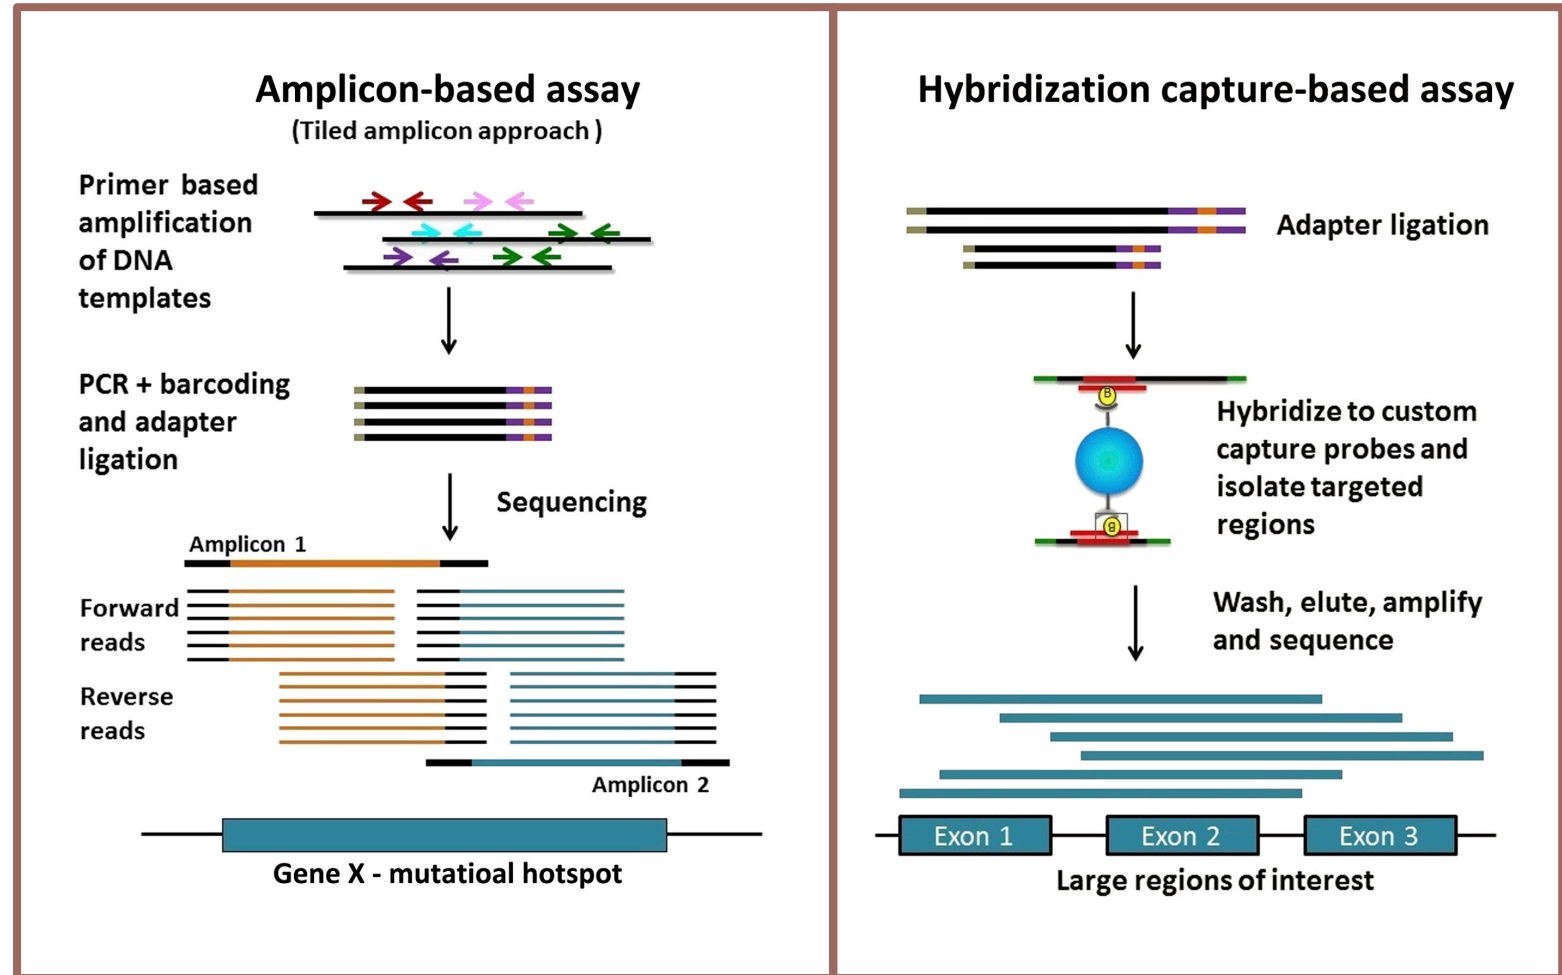 Amplicon-based assay
(Tiled amplicon approach )
Primer based
amplification
of DNA
templates
PCR + barcoding
and adapter
ligation
Sequencing
Amplicon 1
Forward
reads
Reverse
reads
Amplicon 2
Gene X - mutatioal hotspot
Hybridization capture-based assay
Adapter ligation
B
Hybridize to custom
capture probes and
isolate targeted
regions
B
Wash, elute, amplify
and sequence
Exon 1 Exon 2 Exon 3
Large regions of interest